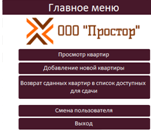 Главное меню
ООО "Простор"
Просмотр квартир
Добавление новой квартиры
Возврат сданных квартир в список доступных
для сдачи
Смена пользователя
Выход